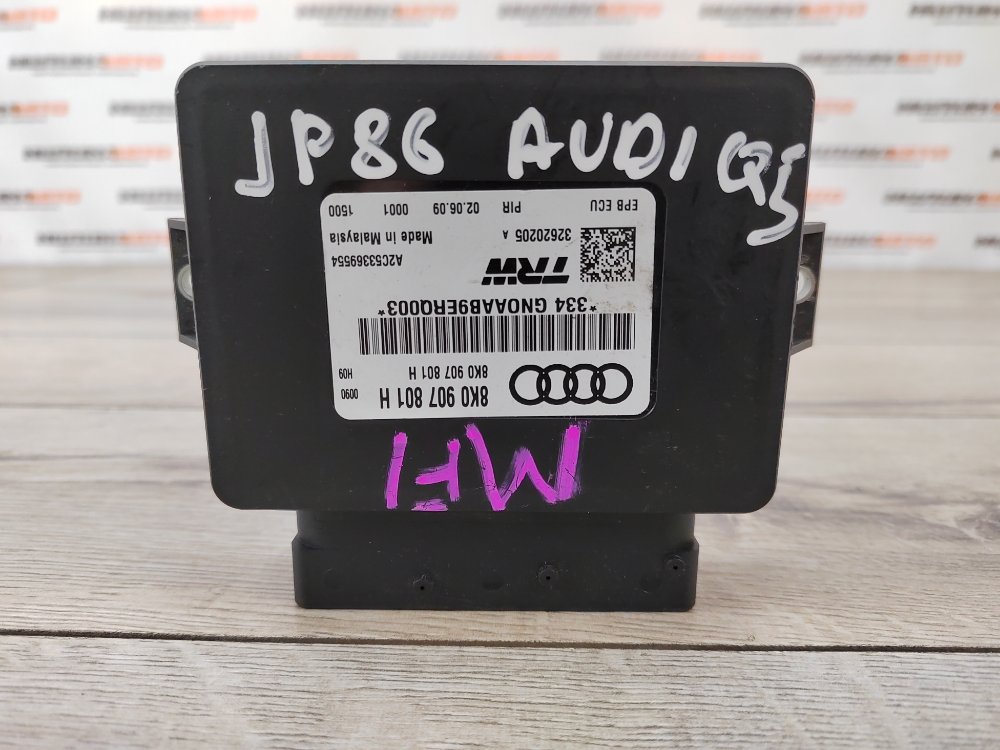 JP86 AUDI Q5
8K0 907 801 H
0090
8K0 907 801 H
H09
*334 GNOAAB9ERQ003*
TRW
A2C53369554
32620205 A
Made in Malaysia
EPB ECU PIR 02.06.09 0001 1500